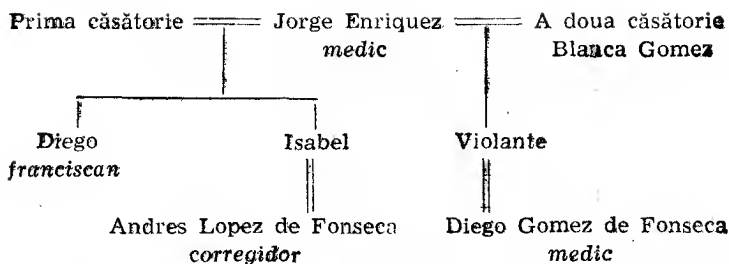 Prima căsătorie Jorge Enriquez A doua căsătorie
medic Blanca Gomez
Diego Isabel Violante
franciscan
Andres Lopez de Fonseca Diego Gomez de Fonseca
corregidor medic